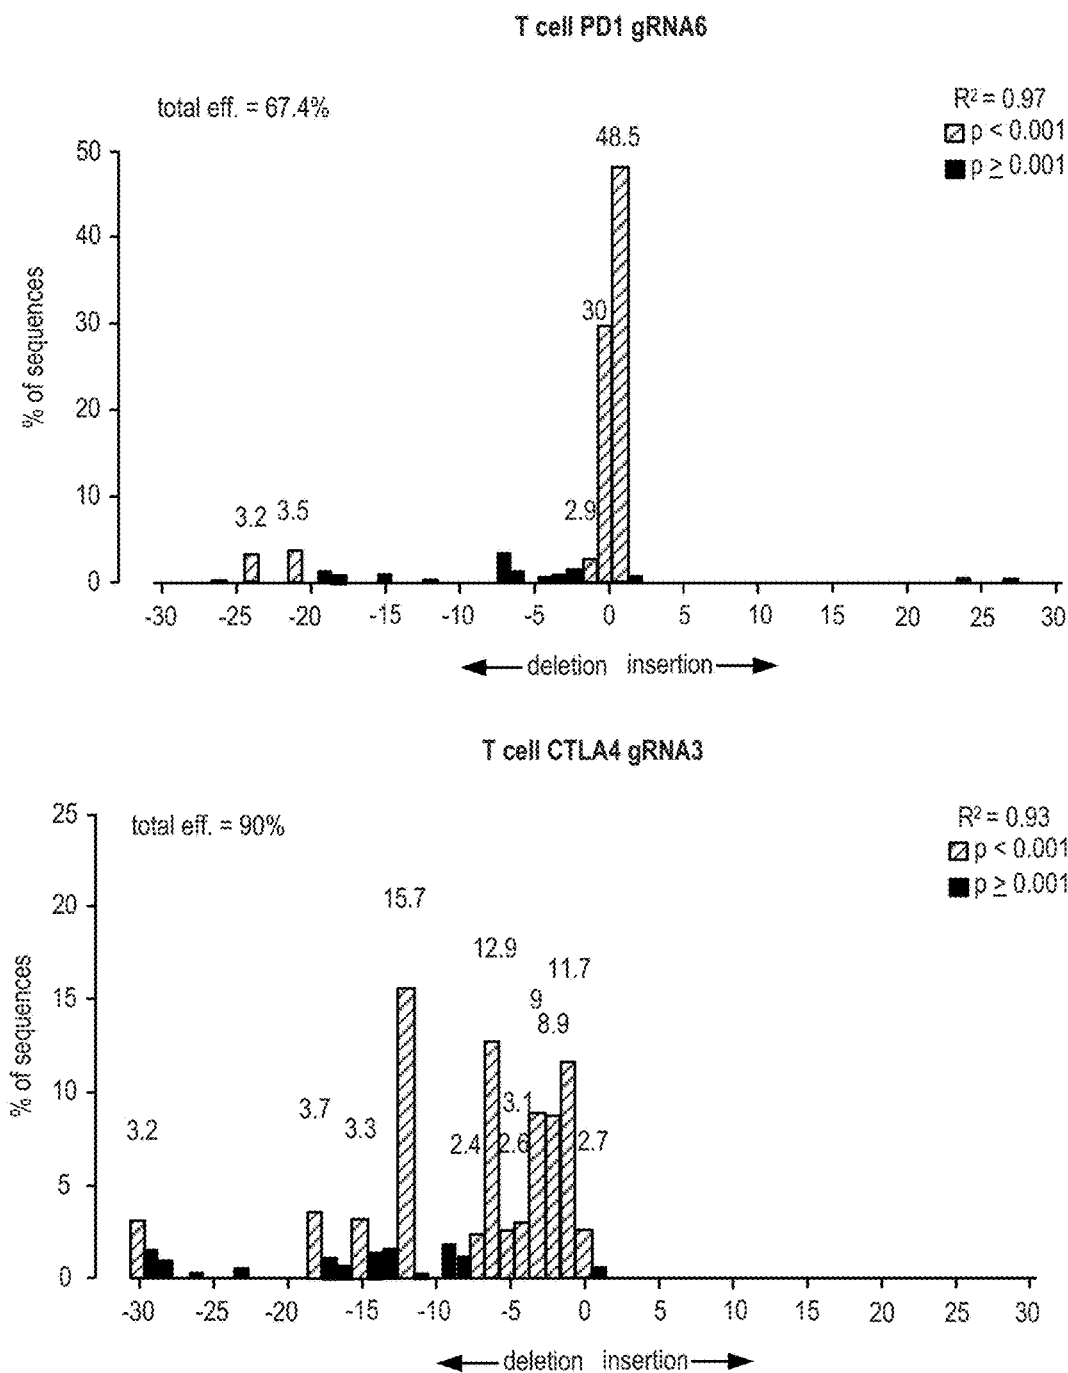 T cell PD1 gRNA6
total eff. = 67.4%
R² = 0.97
p < 0.001
p ≥ 0.001
48.5
30
2.9
3.2 3.5
50
40
30
20
10
0
% of sequences
-30 -25 -20 -15 -10 -5 0 5 10 15 20 25 30
deletion insertion
T cell CTLA4 gRNA3
total eff. = 90%
R² = 0.93
p < 0.001
p ≥ 0.001
15.7
12.9
11.7
9
8.9
3.1
3.7
3.3
3.2
2.4 2.6 2.7
25
20
15
10
5
0
% of sequences
-30 -25 -20 -15 -10 -5 0 5 10 15 20 25 30
deletion insertion